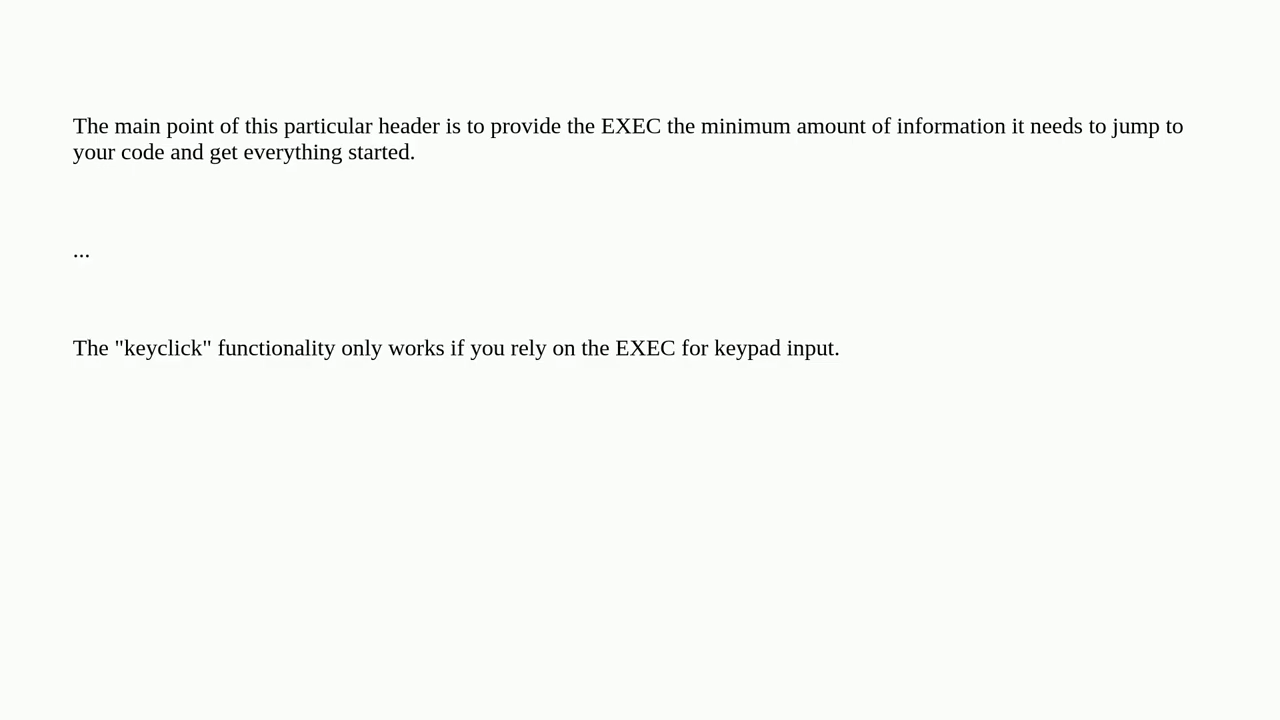 The main point of this particular header is to provide the EXEC the minimum amount of information it needs to jump to
your code and get everything started.
...
The "keyclick" functionality only works if you rely on the EXEC for keypad input.